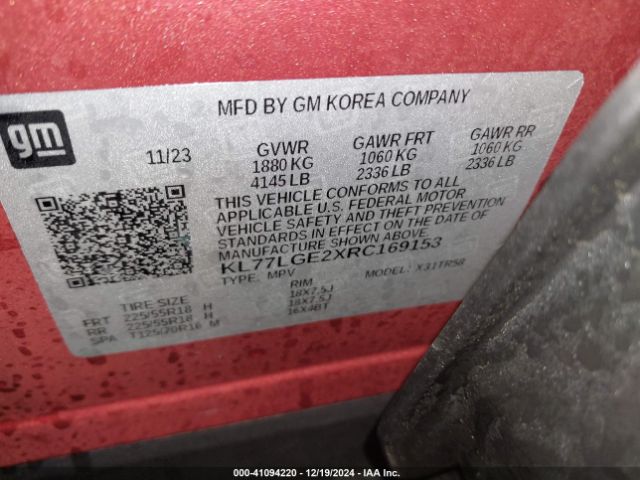 gm
MFD BY GM KOREA COMPANY
11/23
GVWR
1880 KG
4145 LB
GAWR FRT
1060 KG
2336 LB
GAWR RR
1060 KG
2336 LB
THIS VEHICLE CONFORMS TO ALL
APPLICABLE U.S. FEDERAL MOTOR
VEHICLE SAFETY AND THEFT PREVENTION
STANDARDS IN EFFECT ON THE DATE OF
MANUFACTURE SHOWN ABOVE.
KL77LGE2XRC169153
TYPE: MPV MODEL: X31TR58
TIRE SIZE RIM
FRT 225/55R18 H 18X7.5J
RR 225/55R18 H 18X7.5J
SPA T125/70R16 M 16X4BT
000-41094220 | 12/19/2024 | IAA Inc.